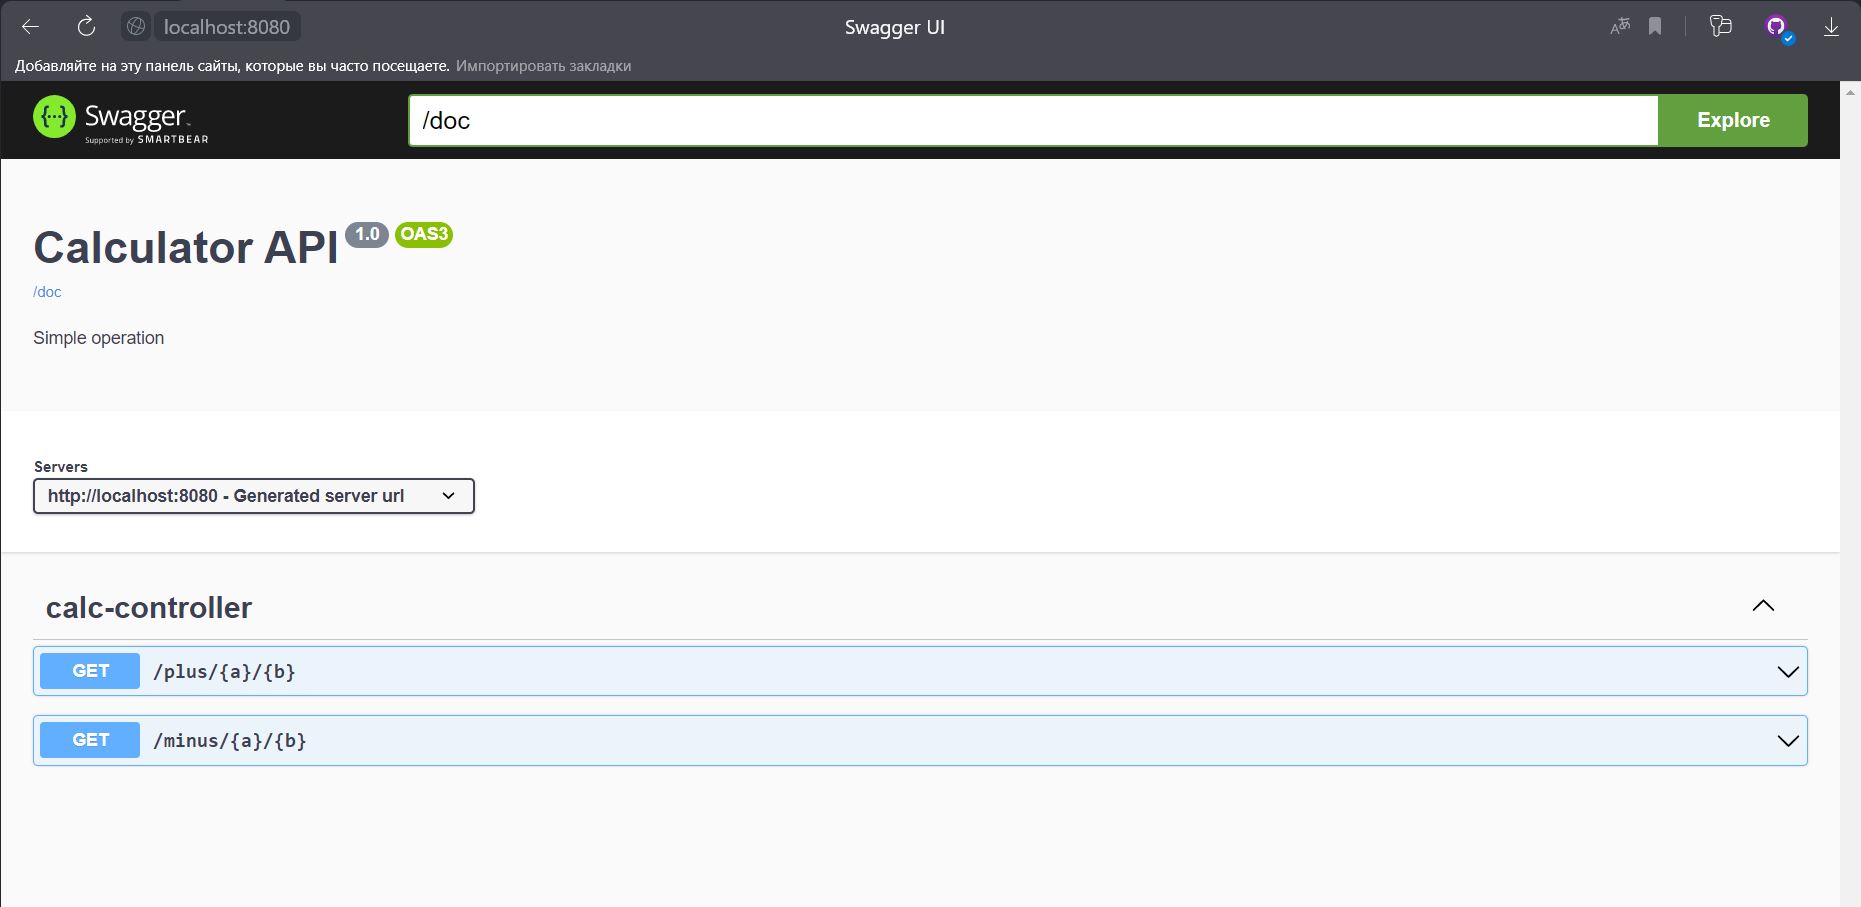 localhost:8080
Swagger UI
Добавляйте на эту панель сайты, которые вы часто посещаете. Импортировать закладки
Swagger
Supported by SMARTBEAR
/doc
Explore
Calculator API 1.0 OAS3
/doc
Simple operation
Servers
http://localhost:8080 - Generated server url
calc-controller
GET /plus/{a}/{b}
GET /minus/{a}/{b}